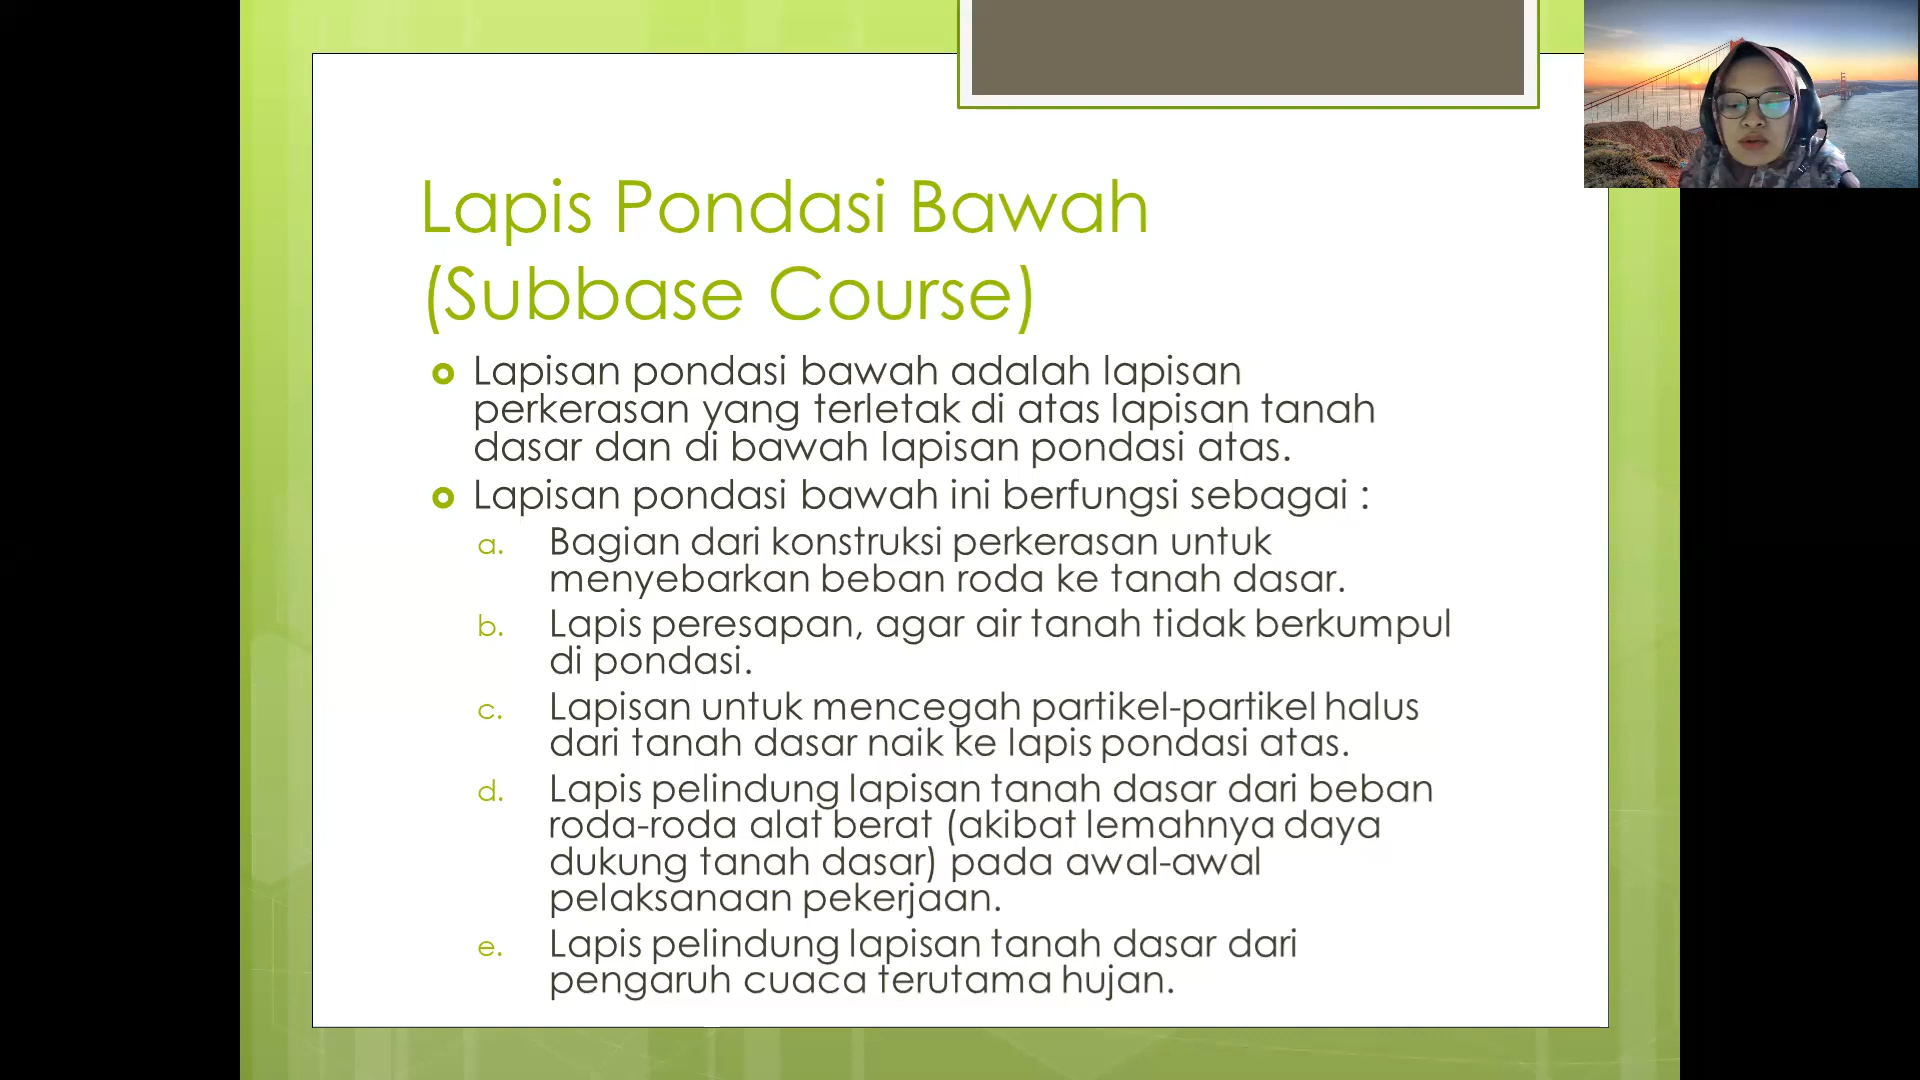 Lapis Pondasi Bawah
(Subbase Course)
Lapisan pondasi bawah adalah lapisan
perkerasan yang terletak di atas lapisan tanah
dasar dan di bawah lapisan pondasi atas.
Lapisan pondasi bawah ini berfungsi sebagai :
a. Bagian dari konstruksi perkerasan untuk
menyebarkan beban roda ke tanah dasar.
b. Lapis peresapan, agar air tanah tidak berkumpul
di pondasi.
c. Lapisan untuk mencegah partikel-partikel halus
dari tanah dasar naik ke lapis pondasi atas.
d. Lapis pelindung lapisan tanah dasar dari beban
roda-roda alat berat (akibat lemahnya daya
dukung tanah dasar) pada awal-awal
pelaksanaan pekerjaan.
e. Lapis pelindung lapisan tanah dasar dari
pengaruh cuaca terutama hujan.